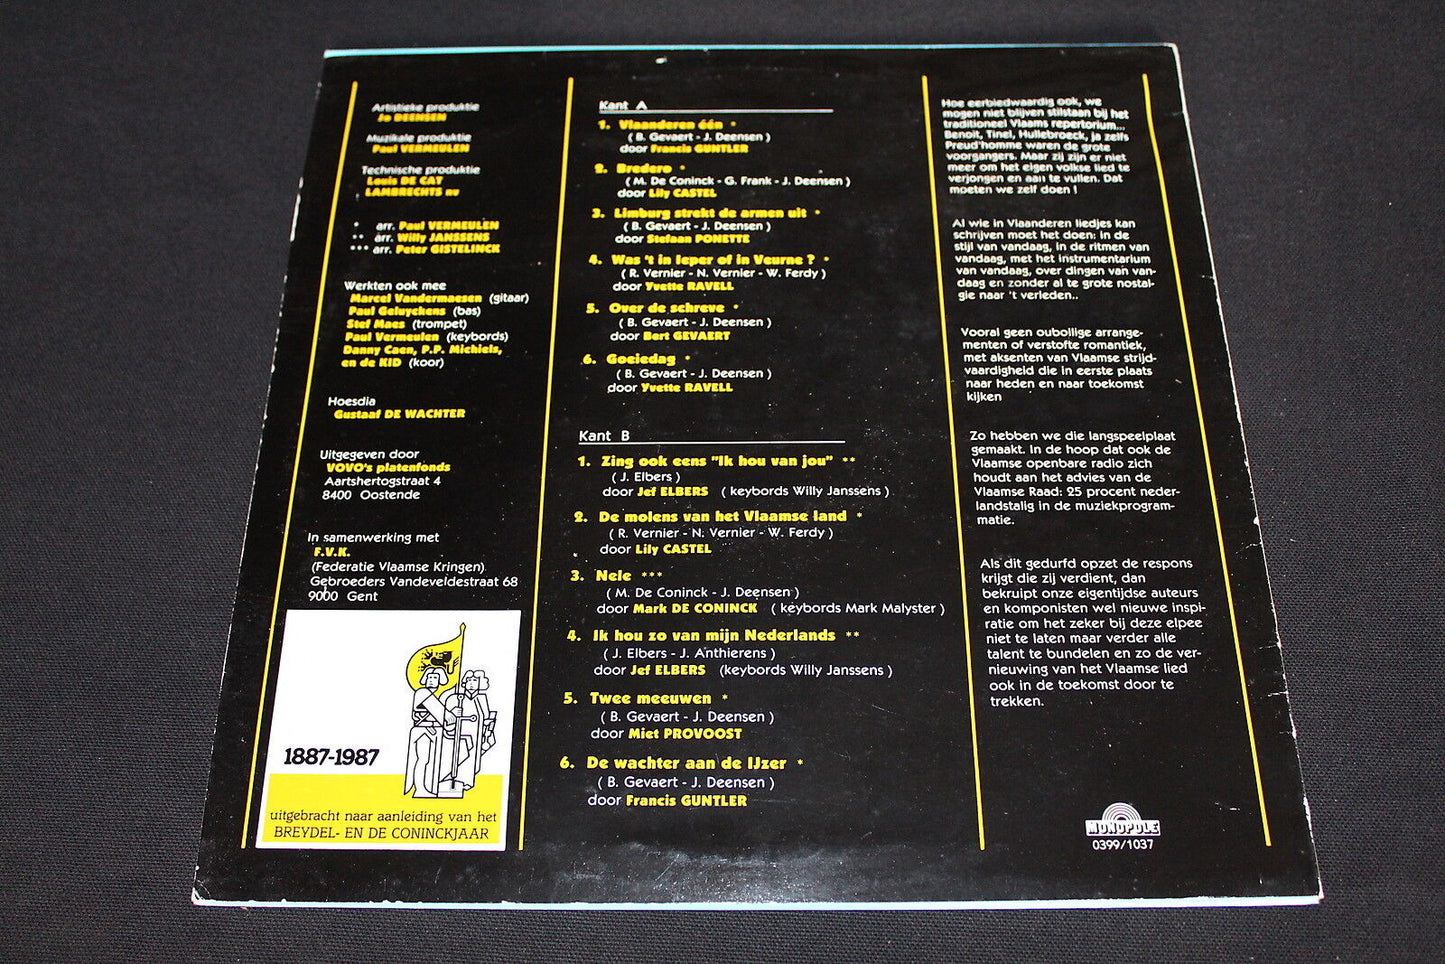 Artistieke produktie
Jo DEENSEN
Muzikale produktie
Paul VERMEULEN
Technische produktie
Louis DE CAT
LAMBRECHTS nv
* arr. Paul VERMEULEN
** arr. Willy JANSSENS
*** arr. Peter GISTELINCK
Werkten ook mee
Marcel Vandermaesen (gitaar)
Paul Geluychens (bas)
Stef Maes (trompet)
Paul Vermeulen (keybords)
Danny Caen, P.P. Michiels,
en de KID (koor)
Hoesdia
Gustaaf DE WACHTER
Uitgegeven door
VOVO's platenfonds
Aartshertogstraat 4
8400 Oostende
In samenwerking met
F.V.K.
(Federatie Vlaamse Kringen)
Gebroeders Vandeveldestraat 68
9000 Gent
1887-1987
uitgebracht naar aanleiding van het
BREYDEL- EN DE CONINCKJAAR
Kant A
1. Vlaanderen één *
( B. Gevaert - J. Deensen )
door Francis GUNTLER
2. Bredero *
( M. De Coninck - G. Frank - J. Deensen )
door Lily CASTEL
3. Limburg strekt de armen uit *
( B. Gevaert - J. Deensen )
door Stefaan PONETTE
4. Was 't in Ieper of in Veurne ? *
( R. Vernier - N. Vernier - W. Ferdy )
door Yvette RAVELL
5. Over de schreve *
( B. Gevaert - J. Deensen )
door Bert GEVAERT
6. Goeiedag *
( B. Gevaert - J. Deensen )
door Yvette RAVELL
Kant B
1. Zing ook eens "Ik hou van jou" **
( J. Elbers )
door Jef ELBERS ( keybords Willy Janssens )
2. De molens van het Vlaamse land *
( R. Vernier - N. Vernier - W. Ferdy )
door Lily CASTEL
3. Nele ***
( M. De Coninck - J. Deensen )
door Mark DE CONINCK ( keybords Mark Malyster )
4. Ik hou zo van mijn Nederlands **
( J. Elbers - J. Anthierens )
door Jef ELBERS (keybords Willy Janssens )
5. Twee meeuwen *
( B. Gevaert - J. Deensen )
door Miet PROVOOST
6. De wachter aan de IJzer *
( B. Gevaert - J. Deensen )
door Francis GUNTLER
Hoe eerbiedwaardig ook, we
mogen niet blijven stilstaan bij het
traditioneel Vlaams repertorium...
Benoit, Tinel, Hullebroeck, ja zelfs
Preud'homme waren de grote
voorgangers. Maar zij zijn er niet
meer om het eigen volkse lied te
verjongen en aan te vullen. Dat
moeten we zelf doen !
Al wie in Vlaanderen liedjes kan
schrijven moet het doen: in de
stijl van vandaag, in de ritmen van
vandaag, met het instrumentarium
van vandaag, over dingen van van-
daag en zonder al te grote nostal-
gie naar 't verleden..
Vooral geen oubollige arrange-
menten of verstofte romantiek,
met aksenten van Vlaamse strijd-
vaardigheid die in eerste plaats
naar heden en naar toekomst
kijken
Zo hebben we die langspeelplaat
gemaakt. In de hoop dat ook de
Vlaamse openbare radio zich
houdt aan het advies van de
Vlaamse Raad: 25 procent neder-
landstalig in de muziekprogram-
matie.
Als dit gedurfd opzet de respons
krijgt die zij verdient, dan
bekruipt onze eigentijdse auteurs
en komponisten wel nieuwe inspi-
ratie om het zeker bij deze elpee
niet te laten maar verder alle
talent te bundelen en zo de ver-
nieuwing van het Vlaamse lied
ook in de toekomst door te
trekken.
MONOPOLE
0399/1037